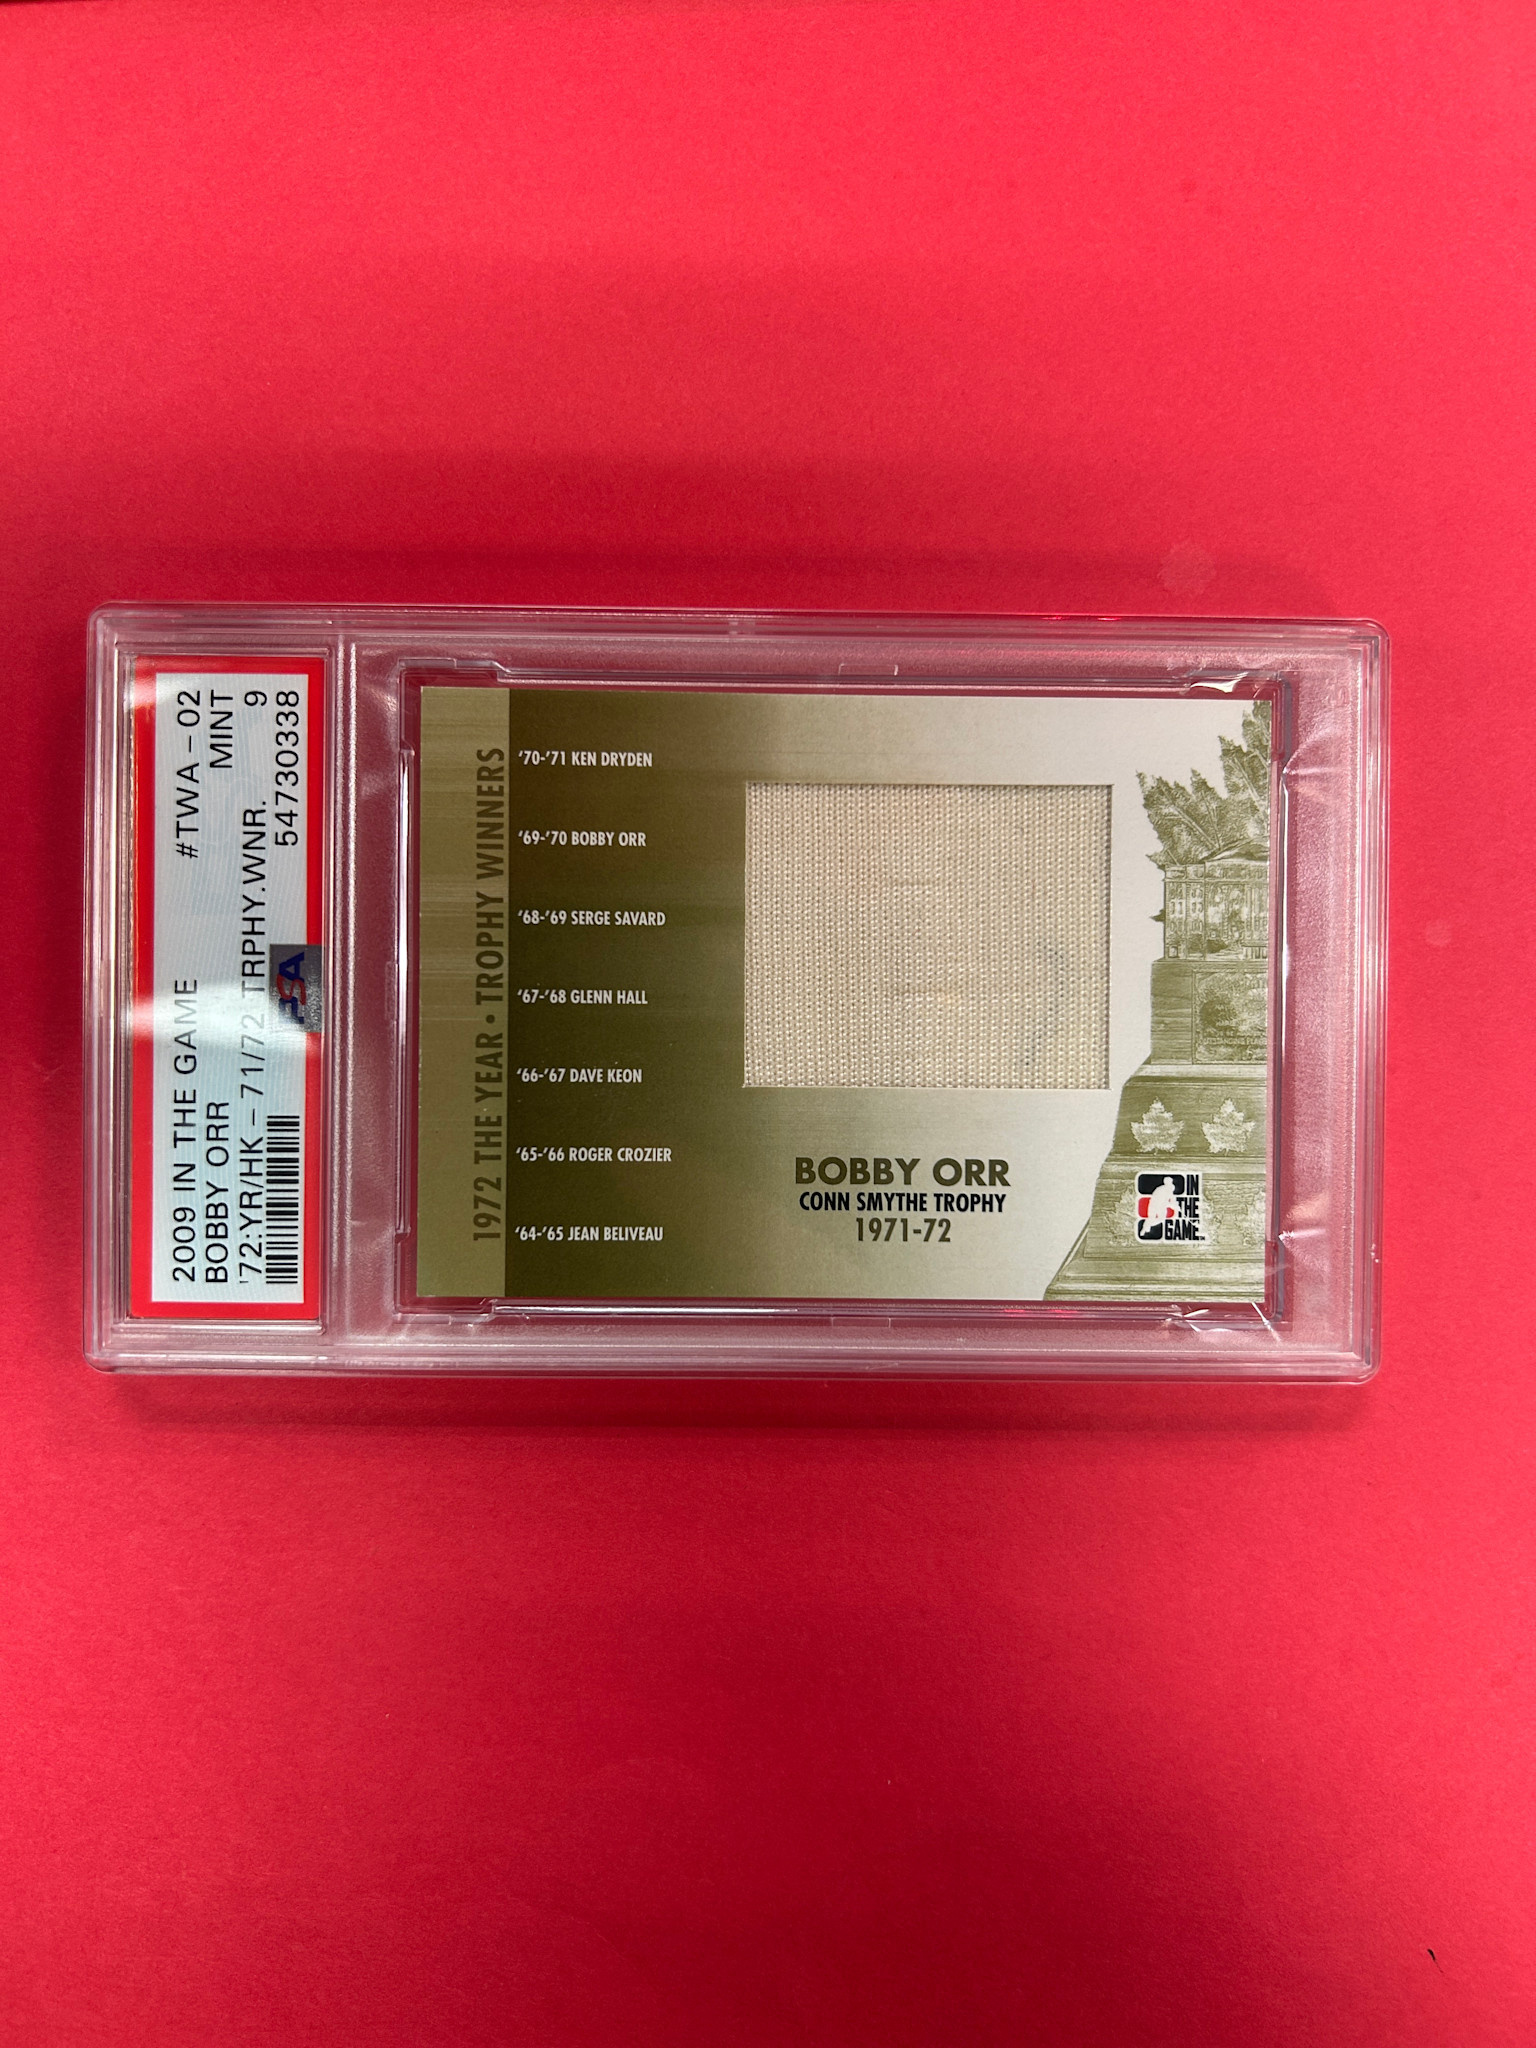 2009 IN THE GAME #TWA-02
BOBBY ORR MINT
'72:YR/HK-71/72 TRPHY.WNR. 9
54730338
PSA
1972 THE YEAR • TROPHY WINNERS
'70-'71 KEN DRYDEN
'69-'70 BOBBY ORR
'68-'69 SERGE SAVARD
'67-'68 GLENN HALL
'66-'67 DAVE KEON
'65-'66 ROGER CROZIER
'64-'65 JEAN BELIVEAU
BOBBY ORR
CONN SMYTHE TROPHY
1971-72
IN
THE
GAME